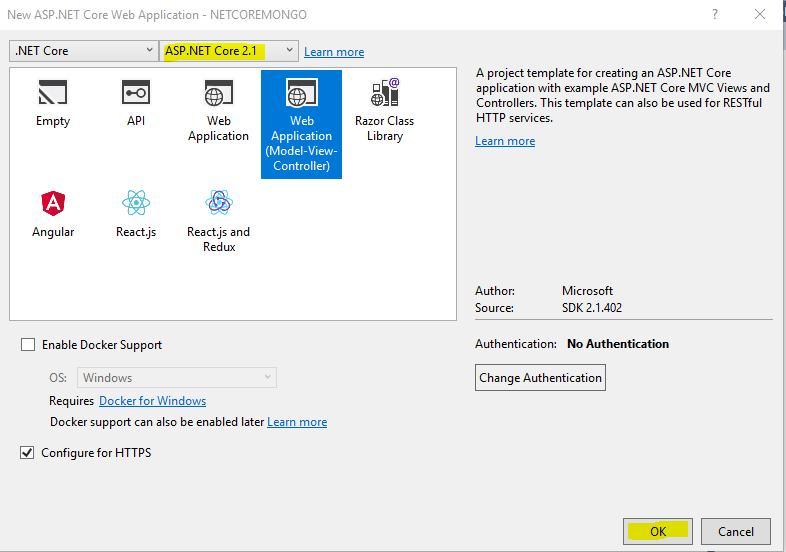 New ASP.NET Core Web Application - NETCOREMONGO
?
.NET Core
ASP.NET Core 2.1
Learn more
Empty
API
Web
Application
Web
Application
(Model-View-
Controller)
Razor Class
Library
Angular
React.js
React.js and
Redux
A project template for creating an ASP.NET Core
application with example ASP.NET Core MVC Views and
Controllers. This template can also be used for RESTful
HTTP services.
Learn more
Author: Microsoft
Source: SDK 2.1.402
Authentication: No Authentication
Change Authentication
Enable Docker Support
OS: Windows
Requires Docker for Windows
Docker support can also be enabled later Learn more
Configure for HTTPS
OK
Cancel